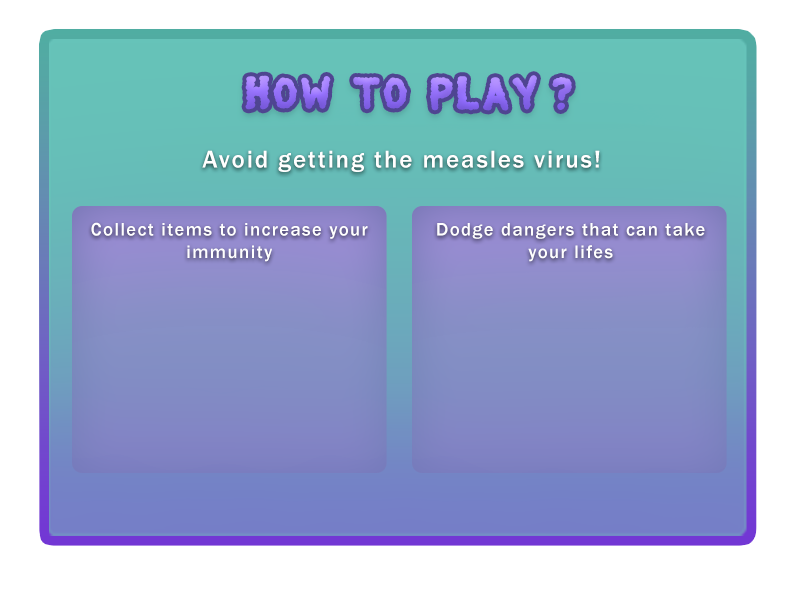 HOW TO PLAY?
Avoid getting the measles virus!
Collect items to increase your
immunity
Dodge dangers that can take
your lifes